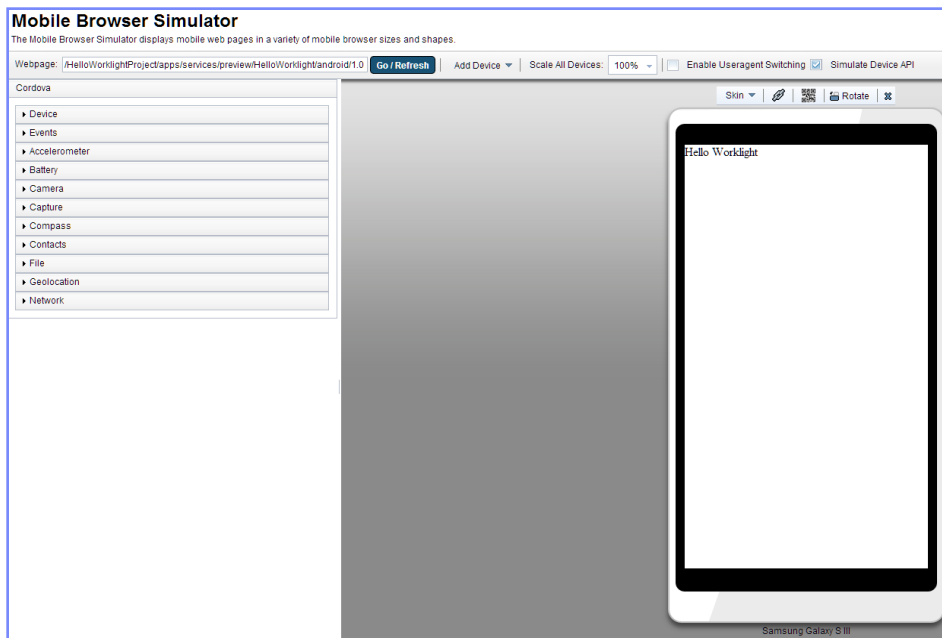 Mobile Browser Simulator
The Mobile Browser Simulator displays mobile web pages in a variety of mobile browser sizes and shapes.
Webpage: /HelloWorklightProject/apps/services/preview/HelloWorklight/android/1.0 Go / Refresh Add Device Scale All Devices: 100% Enable Useragent Switching Simulate Device API
Cordova
Skin Rotate
Device
Events
Accelerometer
Battery
Camera
Capture
Compass
Contacts
File
Geolocation
Network
Hello Worklight
Samsung Galaxy S III